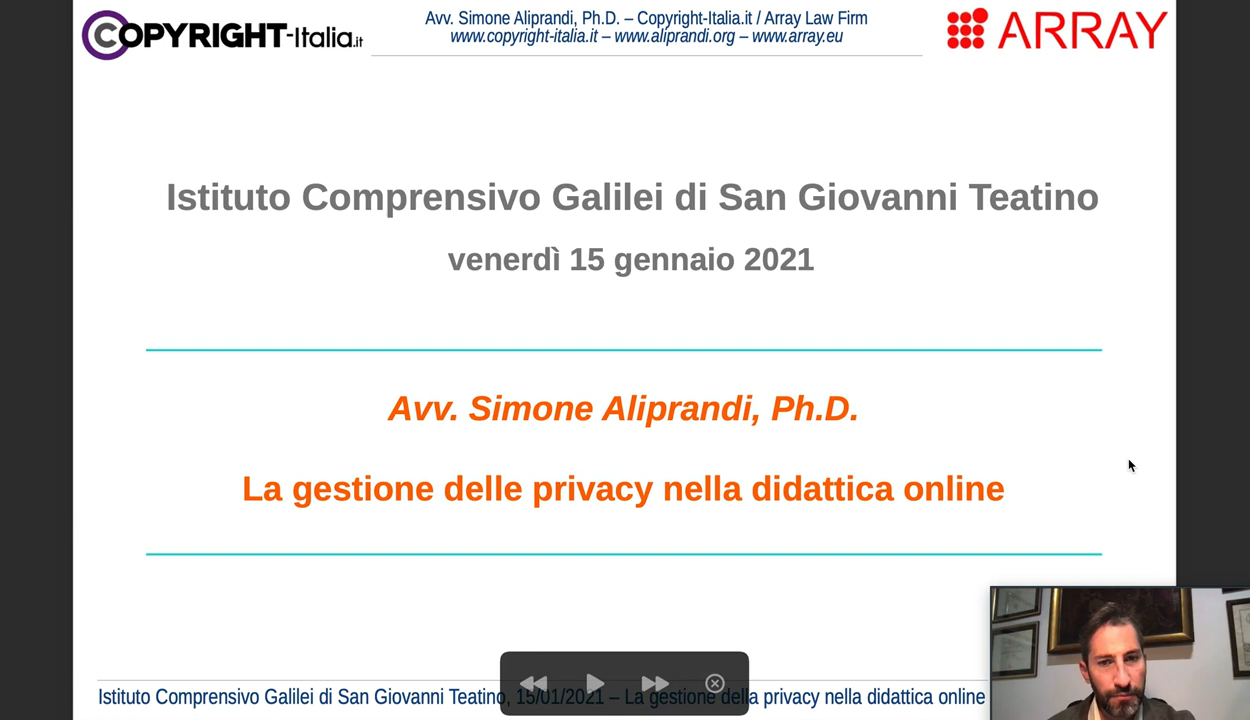 COPYRIGHT-Italia.it
Avv. Simone Aliprandi, Ph.D. – Copyright-Italia.it / Array Law Firm
www.copyright-italia.it – www.aliprandi.org – www.array.eu
ARRAY
Istituto Comprensivo Galilei di San Giovanni Teatino
venerdì 15 gennaio 2021
Avv. Simone Aliprandi, Ph.D.
La gestione delle privacy nella didattica online
Istituto Comprensivo Galilei di San Giovanni Teatino, 15/01/2021 – La gestione della privacy nella didattica online